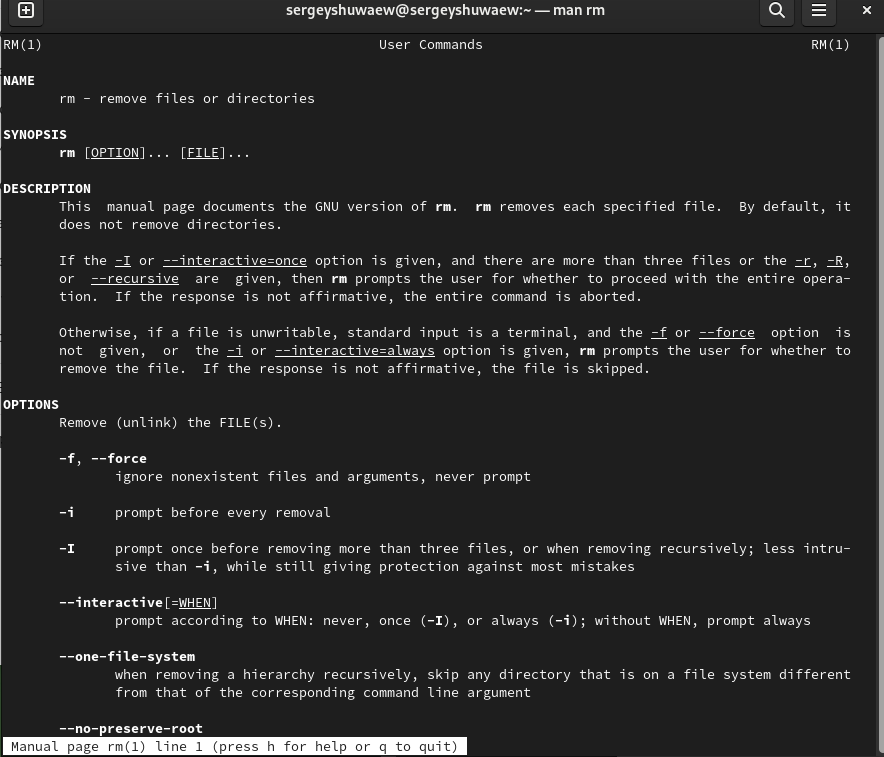 sergeyshuwaew@sergeyshuwaew:~ — man rm
RM(1) User Commands RM(1)
NAME
rm - remove files or directories
SYNOPSIS
rm [OPTION]... [FILE]...
DESCRIPTION
This manual page documents the GNU version of rm. rm removes each specified file. By default, it
does not remove directories.
If the -I or --interactive=once option is given, and there are more than three files or the -r, -R,
or --recursive are given, then rm prompts the user for whether to proceed with the entire opera-
tion. If the response is not affirmative, the entire command is aborted.
Otherwise, if a file is unwritable, standard input is a terminal, and the -f or --force option is
not given, or the -i or --interactive=always option is given, rm prompts the user for whether to
remove the file. If the response is not affirmative, the file is skipped.
OPTIONS
Remove (unlink) the FILE(s).
-f, --force
ignore nonexistent files and arguments, never prompt
-i prompt before every removal
-I prompt once before removing more than three files, or when removing recursively; less intru-
sive than -i, while still giving protection against most mistakes
--interactive[=WHEN]
prompt according to WHEN: never, once (-I), or always (-i); without WHEN, prompt always
--one-file-system
when removing a hierarchy recursively, skip any directory that is on a file system different
from that of the corresponding command line argument
--no-preserve-root
Manual page rm(1) line 1 (press h for help or q to quit)